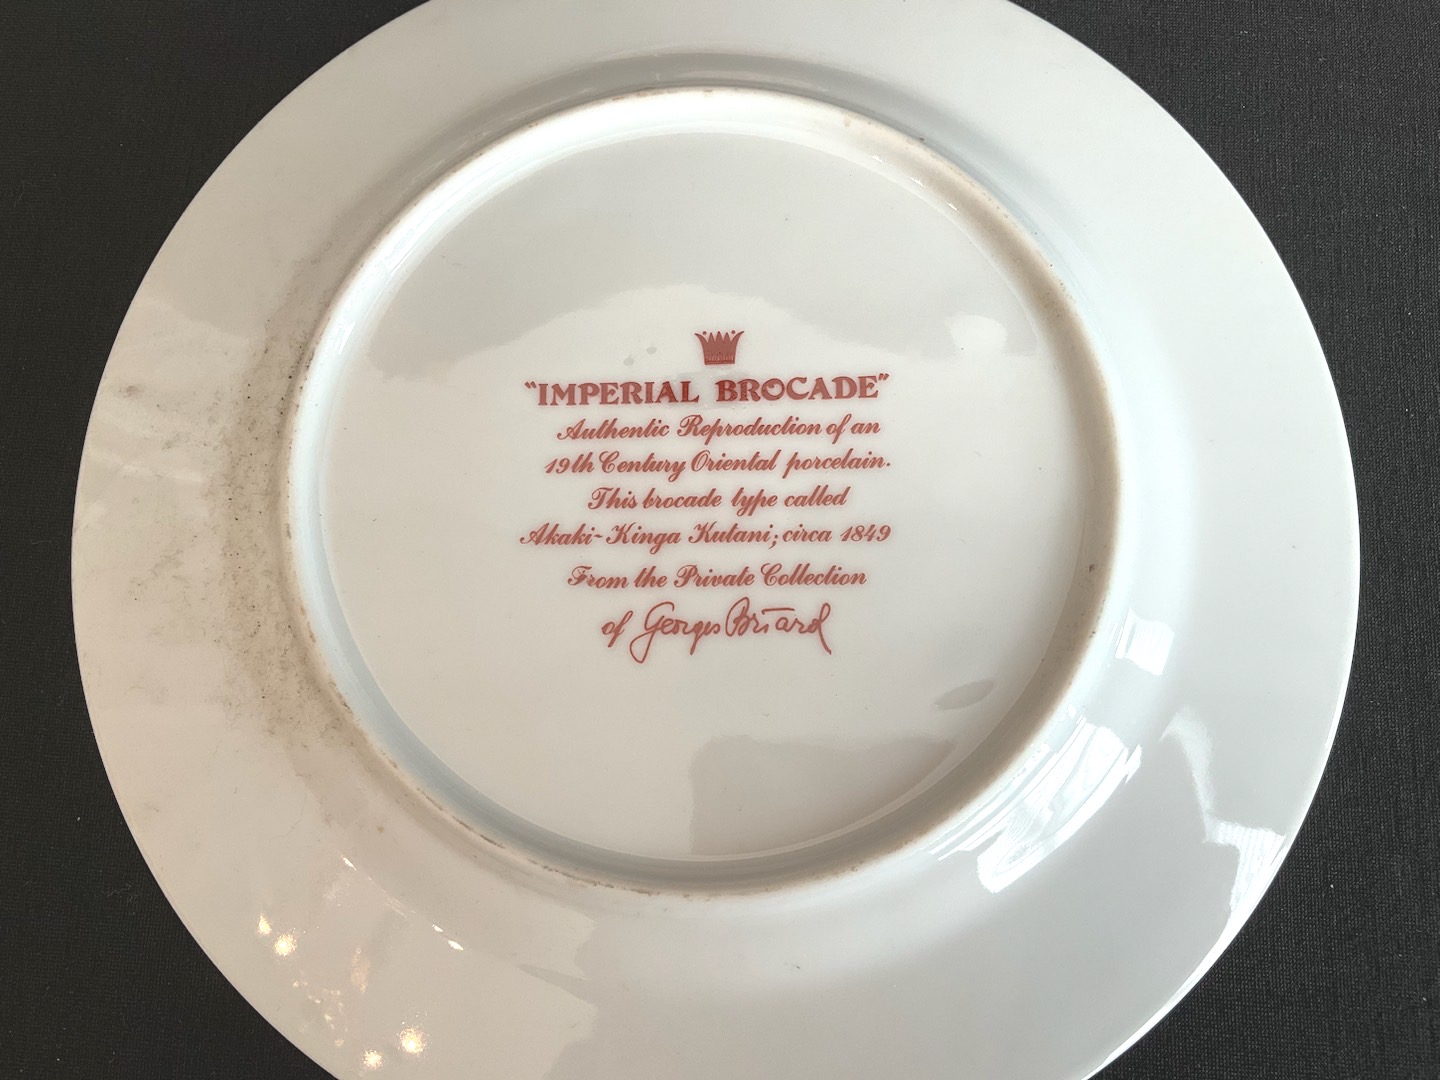 "IMPERIAL BROCADE"
Authentic Reproduction of an
19th Century Oriental porcelain.
This brocade type called
Akaki-Kinga Kutani; circa 1849
From the Private Collection
of Georges Briard